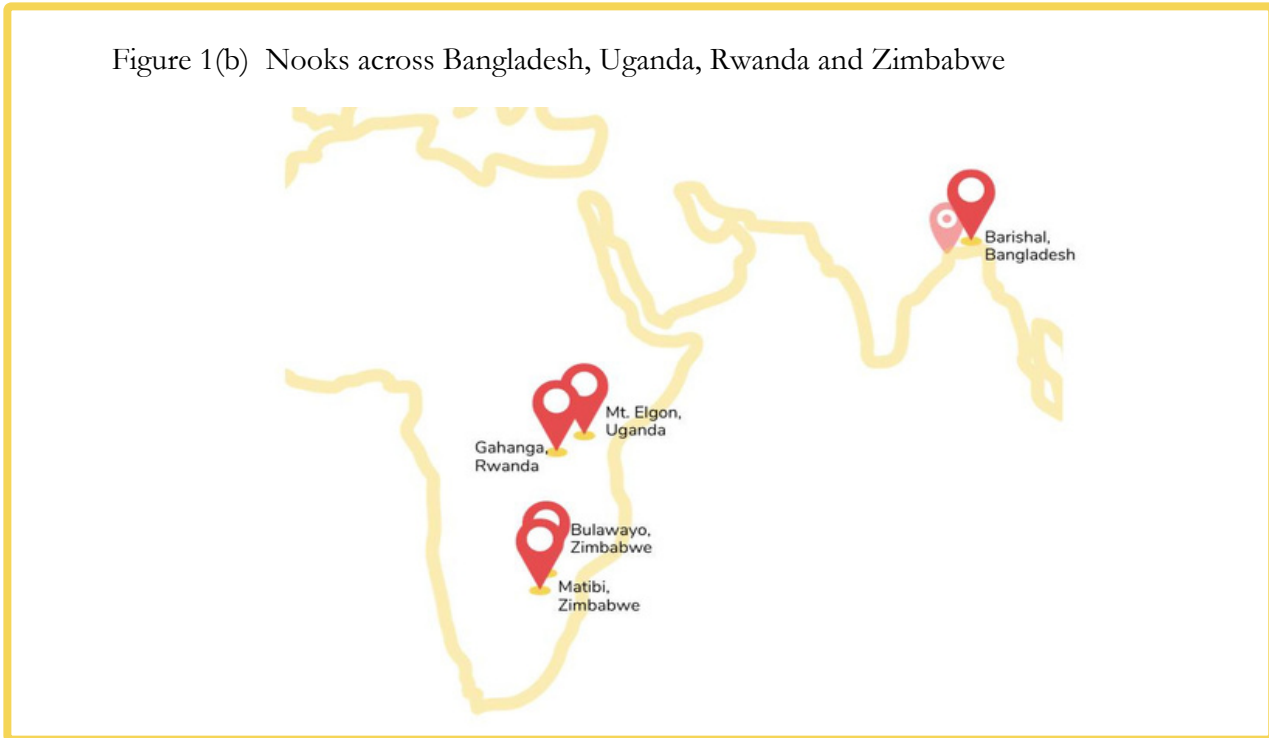 Figure 1(b) Nooks across Bangladesh, Uganda, Rwanda and Zimbabwe
Barishal,
Bangladesh
Mt. Elgon,
Uganda
Gahanga,
Rwanda
Bulawayo,
Zimbabwe
Matibi,
Zimbabwe